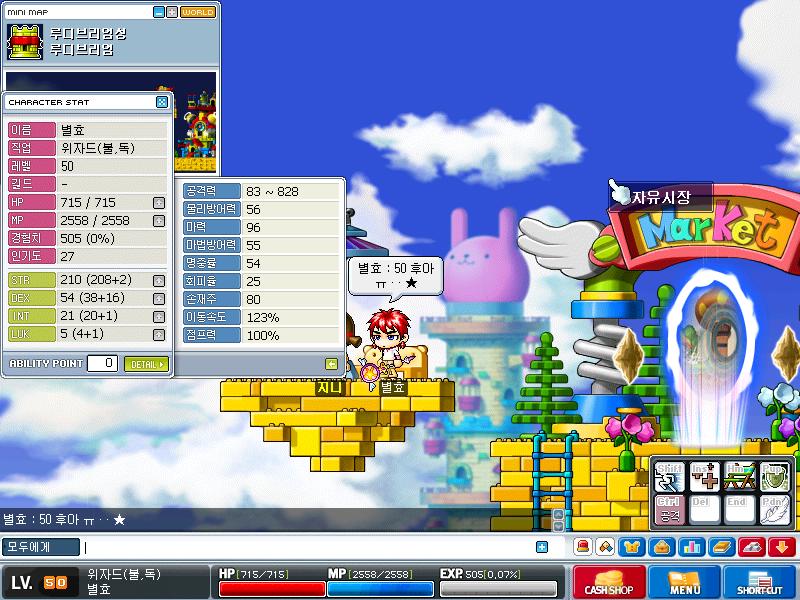 MINI MAP
WORLD
루디브리엄성
루디브리엄
CHARACTER STAT
이름 별효
직업 위자드(불,독)
레벨 50
길드 -
HP 715 / 715
MP 2558 / 2558
경험치 505 (0%)
인기도 27
STR 210 (208+2)
DEX 54 (38+16)
INT 21 (20+1)
LUK 5 (4+1)
ABILITY POINT 0 DETAIL
공격력 83 ~ 828
물리방어력 56
마력 96
마법방어력 55
명중률 54
회피율 25
손재주 80
이동속도 123%
점프력 100%
별효 : 50 후아
ㅠ · · ★
자유시장
MarKet
지니
별효
Shift Ins Hm Pup
Ctrl Del End Pdn
공격
별효 : 50 후아 ㅠ · · ★
모두에게
LV. 50
위자드(불,독)
별효
HP[715/715] MP[2558/2558] EXP.505[0.07%]
CASH SHOP MENU SHORT CUT